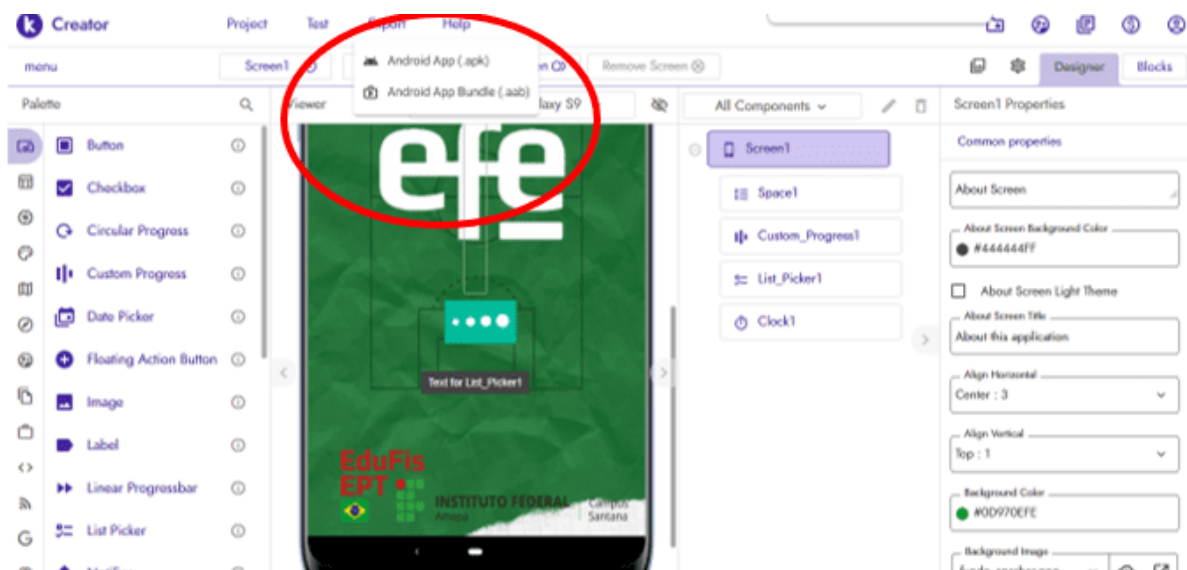 Creator
Project Test Export Help
Android App (.apk)
Android App Bundle (.aab)
menu
Screen1
Remove Screen
Designer
Blocks
Palette
Viewer
laxy S9
All Components
Screen1 Properties
Button
Checkbox
Circular Progress
Custom Progress
Date Picker
Floating Action Button
Image
Label
Linear Progressbar
List Picker
efe
Text for List_Picker1
EduFis
EPT
INSTITUTO FEDERAL
Amapá
Campus
Santana
Screen1
Space1
Custom_Progress1
List_Picker1
Clock1
Common properties
About Screen
About Screen Background Color
#444444FF
About Screen Light Theme
About Screen Title
About this application
Align Horizontal
Center : 3
Align Vertical
Top : 1
Background Color
#0D970EFE
Background Image